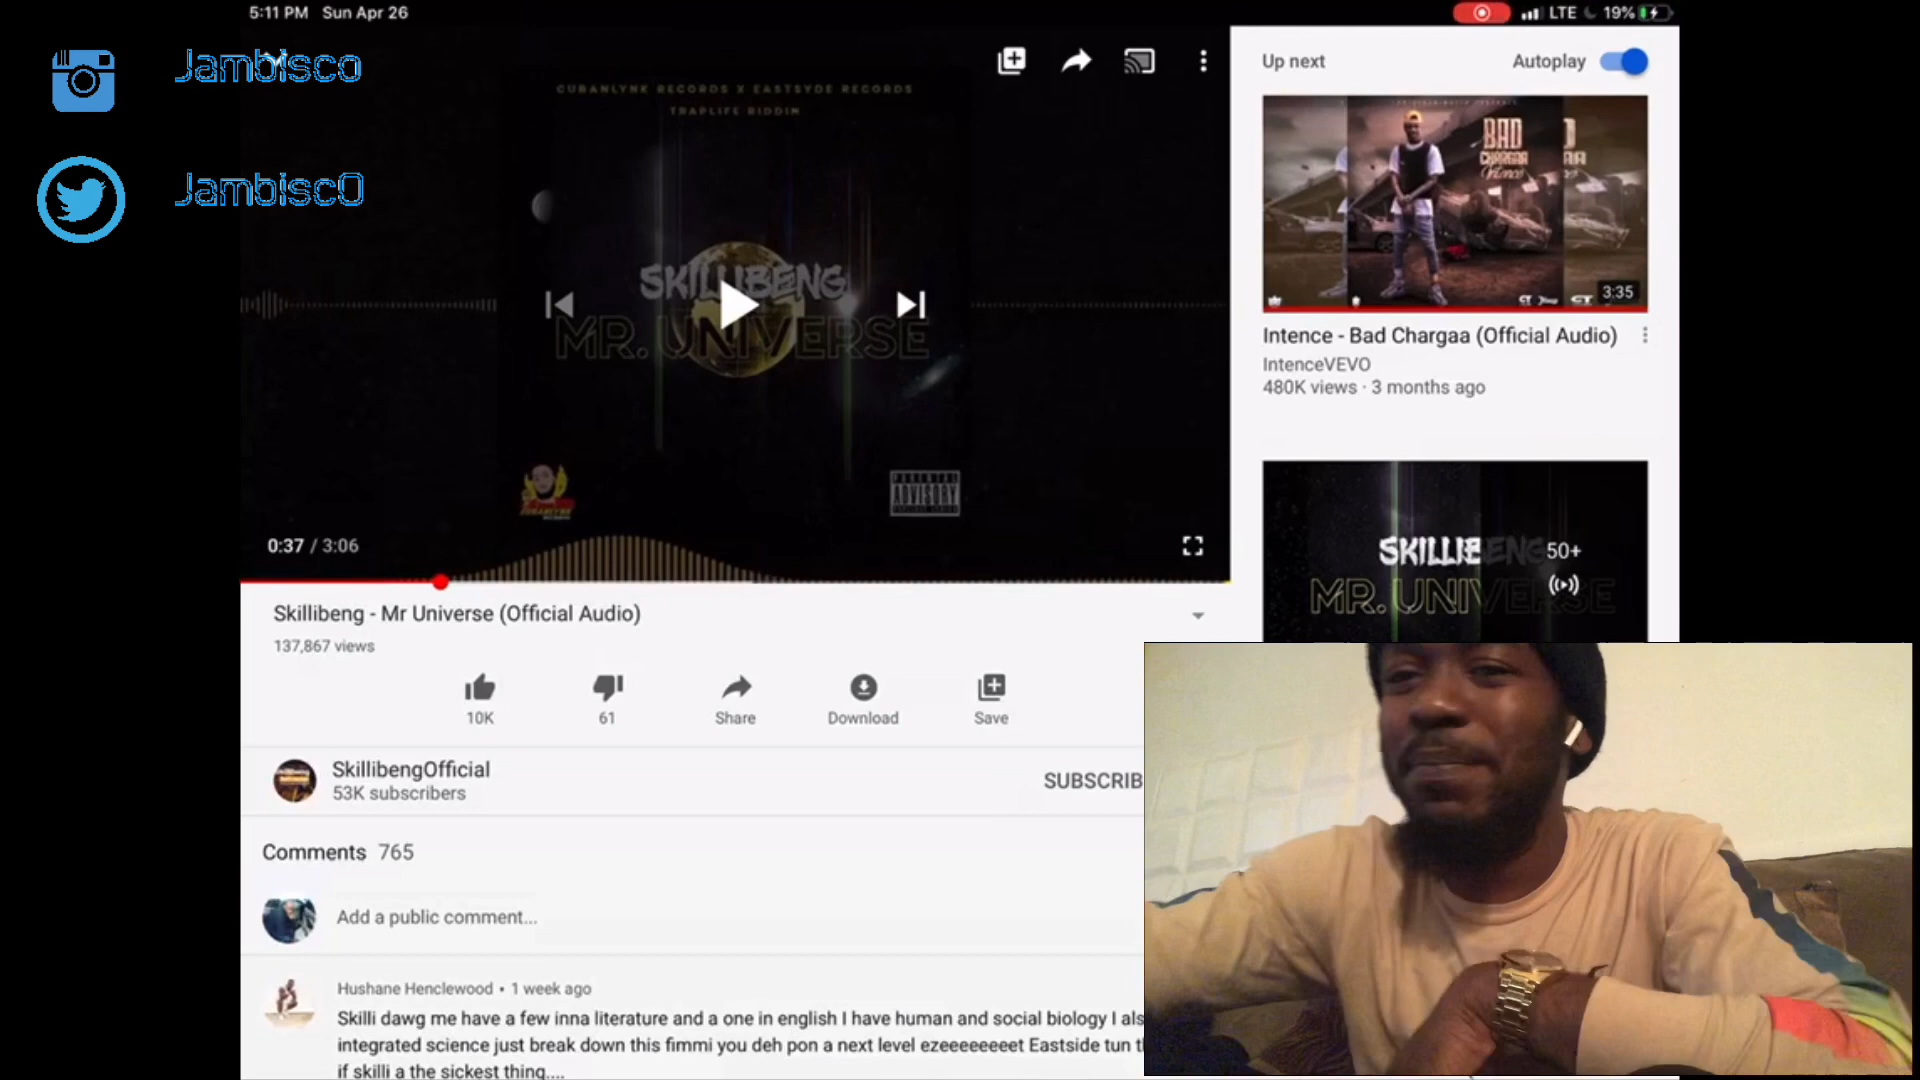 5:11 PM Sun Apr 26
LTE 19%
Jambisco
Jambisc0
CUBANLYNK RECORDS X EASTSYDE RECORDS
TRAPLIFE RIDDIM
SKILLIBENG
MR. UNIVERSE
PARENTAL
ADVISORY
0:37 / 3:06
Skillibeng - Mr Universe (Official Audio)
137,867 views
10K
61
Share
Download
Save
SkillibengOfficial
53K subscribers
SUBSCRIB
Comments 765
Add a public comment...
Hushane Henclewood • 1 week ago
Skilli dawg me have a few inna literature and a one in english I have human and social biology I als
integrated science just break down this fimmi you deh pon a next level ezeeeeeeeet Eastside tun t
if skilli a the sickest thing....
Up next
Autoplay
BAD
CHARGAA
Intence
3:35
Intence - Bad Chargaa (Official Audio)
IntenceVEVO
480K views · 3 months ago
SKILLIBENG
MR. UNIVERSE
50+